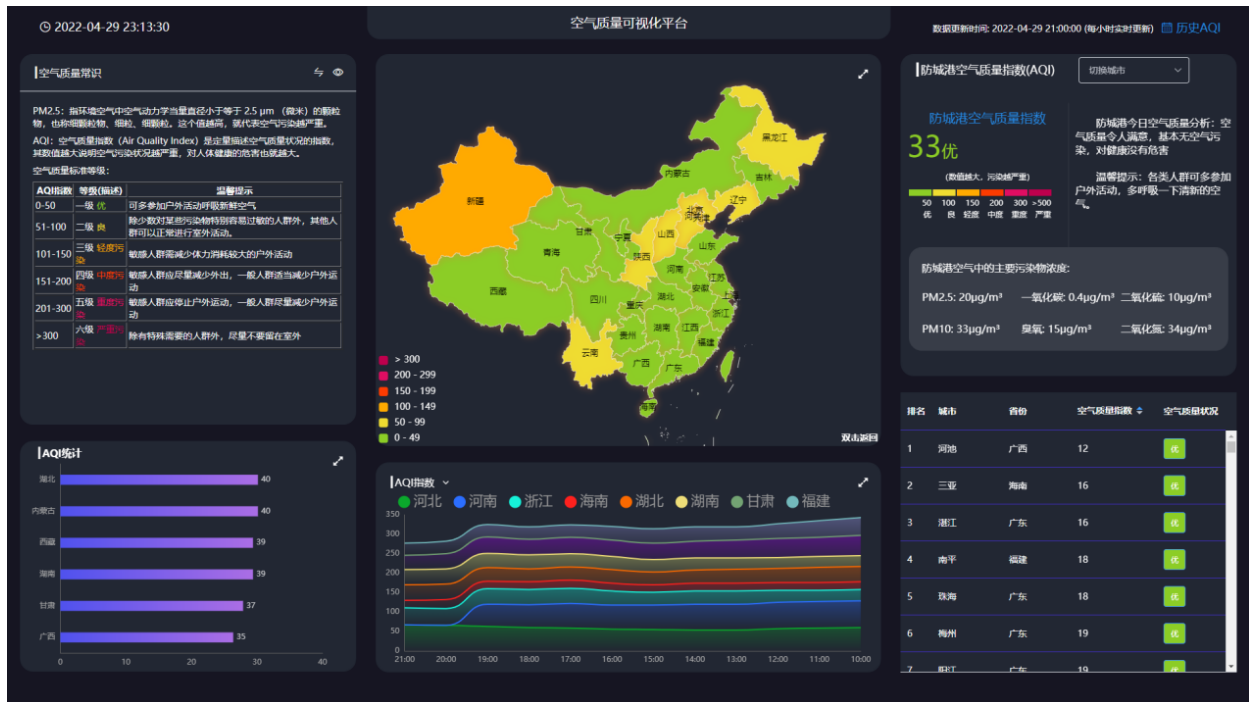 2022-04-29 23:13:30
空气质量可视化平台
数据更新时间: 2022-04-29 21:00:00 (每小时实时更新)
历史AQI
空气质量常识
PM2.5：指环境空气中空气动力学当量直径小于等于 2.5 μm （微米）的颗粒
物，也称细颗粒物、细粒、细颗粒。这个值越高，就代表空气污染越严重。
AQI：空气质量指数（Air Quality Index）是定量描述空气质量状况的指数，
其数值越大说明空气污染状况越严重，对人体健康的危害也就越大。
空气质量标准等级：
AQI指数 等级(描述) 温馨提示
0-50 一级 优 可多参加户外活动呼吸新鲜空气
51-100 二级 良 除少数对某些污染物特别容易过敏的人群外，其他人
群可以正常进行室外活动。
101-150 三级 轻度污
染 敏感人群需减少体力消耗较大的户外活动
151-200 四级 中度污
染 敏感人群应尽量减少外出，一般人群适当减少户外运
动
201-300 五级 重度污
染 敏感人群应停止户外运动，一般人群尽量减少户外运
动
>300 六级 严重污
染 除有特殊需要的人群外，尽量不要留在室外
AQI统计
湖北 40
内蒙古 40
西藏 39
湖南 39
甘肃 37
广西 35
0 10 20 30 40
黑龙江
内蒙古
吉林
新疆
辽宁
北京
天津
甘肃
宁夏
山西
山东
青海
陕西
河南
江苏
西藏
安徽
上海
四川
重庆
湖北
浙江
湖南
江西
贵州
福建
云南
广西
广东
海南
> 300
200 - 299
150 - 199
100 - 149
50 - 99
0 - 49
双击返回
AQI指数
河北 河南 浙江 海南 湖北 湖南 甘肃 福建
350
300
250
200
150
100
50
0
21:00 20:00 19:00 18:00 17:00 16:00 15:00 14:00 13:00 12:00 11:00 10:00
防城港空气质量指数(AQI)
切换城市
防城港空气质量指数
33优
(数值越大，污染越严重)
50 100 150 200 300 >500
优 良 轻度 中度 重度 严重
防城港今日空气质量分析：空
气质量令人满意，基本无空气污
染，对健康没有危害
温馨提示：各类人群可多参加
户外活动，多呼吸一下清新的空
气。
防城港空气中的主要污染物浓度:
PM2.5: 20μg/m³ 一氧化碳: 0.4μg/m³ 二氧化硫: 10μg/m³
PM10: 33μg/m³ 臭氧: 15μg/m³ 二氧化氮: 34μg/m³
排名 城市 省份 空气质量指数 空气质量状况
1 河池 广西 12 优
2 三亚 海南 16 优
3 湛江 广东 16 优
4 南平 福建 18 优
5 珠海 广东 18 优
6 梅州 广东 19 优
7 阳江 广东 19 优